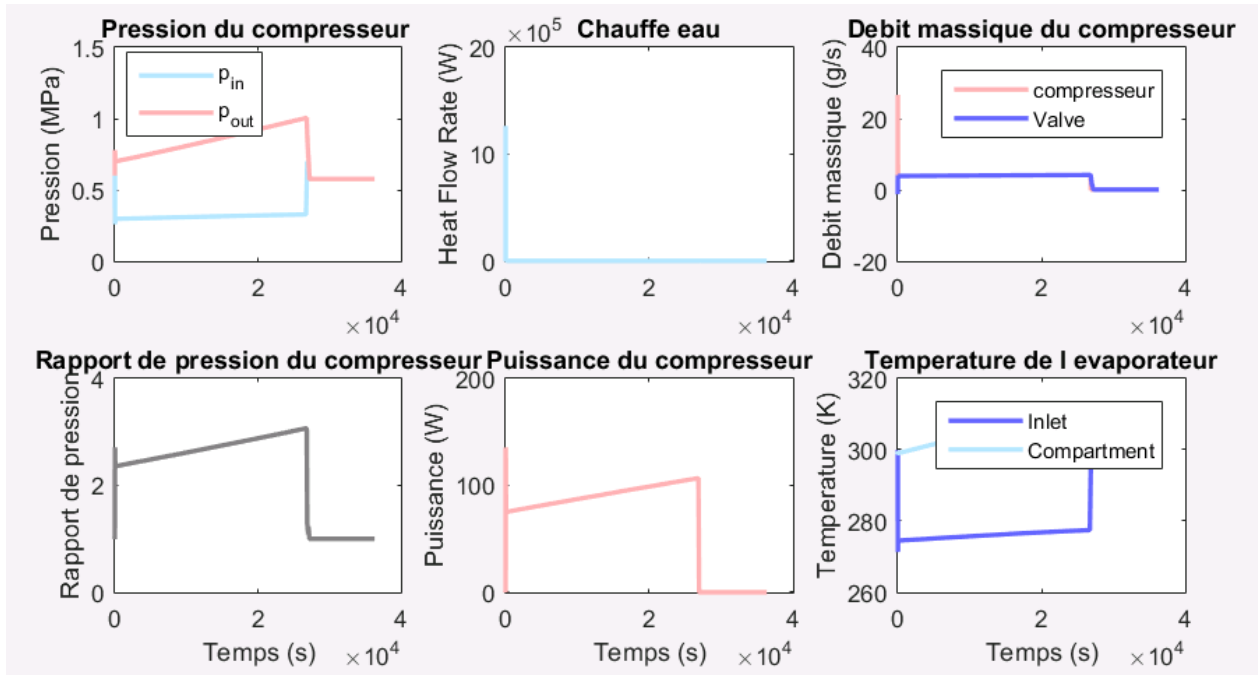 Pression du compresseur
1.5
1
0.5
0
Pression (MPa)
p_in
p_out
0
2
4
×10^4
Chauffe eau
×10^5
20
10
0
Heat Flow Rate (W)
0
2
4
×10^4
Debit massique du compresseur
40
20
0
-20
Debit massique (g/s)
compresseur
Valve
0
2
4
×10^4
Rapport de pression du compresseur
4
2
0
Rapport de pression
0
2
4
Temps (s)
×10^4
Puissance du compresseur
200
100
0
Puissance (W)
0
2
4
Temps (s)
×10^4
Temperature de l evaporateur
320
300
280
260
Temperature (K)
Inlet
Compartment
0
2
4
Temps (s)
×10^4